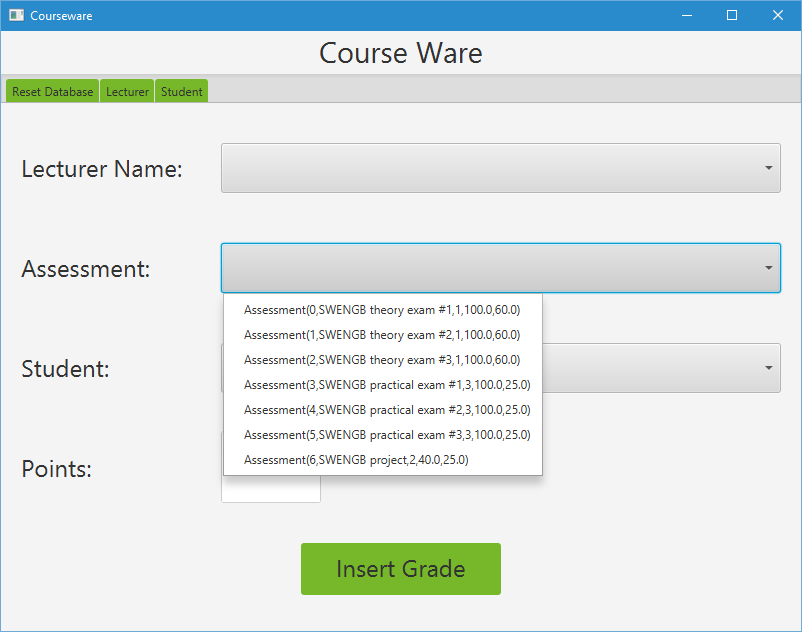 Courseware
Course Ware
Reset Database Lecturer Student
Lecturer Name:
Assessment:
Assessment(0,SWENGB theory exam #1,1,100.0,60.0)
Assessment(1,SWENGB theory exam #2,1,100.0,60.0)
Assessment(2,SWENGB theory exam #3,1,100.0,60.0)
Assessment(3,SWENGB practical exam #1,3,100.0,25.0)
Assessment(4,SWENGB practical exam #2,3,100.0,25.0)
Assessment(5,SWENGB practical exam #3,3,100.0,25.0)
Assessment(6,SWENGB project,2,40.0,25.0)
Student:
Points:
Insert Grade